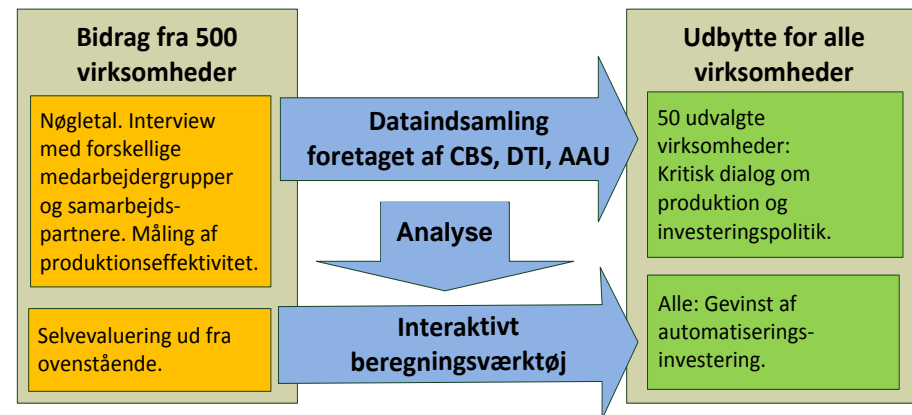 Bidrag fra 500
virksomheder
Nøgletal. Interview
med forskellige
medarbejdergrupper
og samarbejds-
partnere. Måling af
produktionseffektivitet.
Selvevaluering ud fra
ovenstående.
Dataindsamling
foretaget af CBS, DTI, AAU
Analyse
Interaktivt
beregningsværktøj
Udbytte for alle
virksomheder
50 udvalgte
virksomheder:
Kritisk dialog om
produktion og
investeringspolitik.
Alle: Gevinst af
automatiserings-
investering.